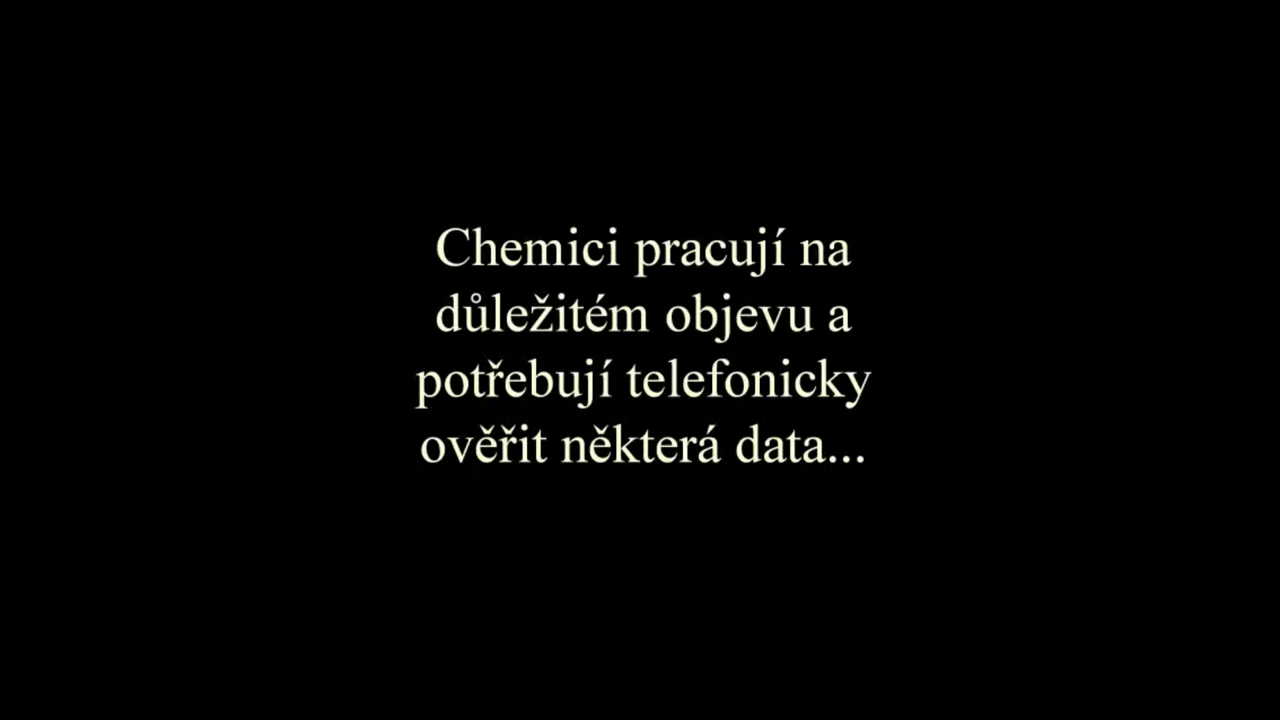 Chemici pracují na
důležitém objevu a
potřebují telefonicky
ověřit některá data...